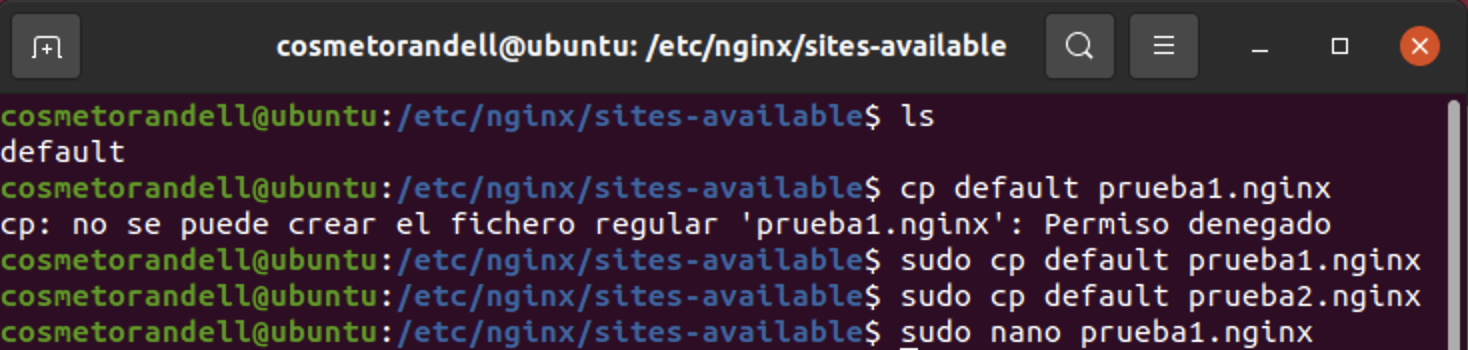 cosmetorandell@ubuntu: /etc/nginx/sites-available
cosmetorandell@ubuntu:/etc/nginx/sites-available$ ls
default
cosmetorandell@ubuntu:/etc/nginx/sites-available$ cp default prueba1.nginx
cp: no se puede crear el fichero regular 'prueba1.nginx': Permiso denegado
cosmetorandell@ubuntu:/etc/nginx/sites-available$ sudo cp default prueba1.nginx
cosmetorandell@ubuntu:/etc/nginx/sites-available$ sudo cp default prueba2.nginx
cosmetorandell@ubuntu:/etc/nginx/sites-available$ sudo nano prueba1.nginx